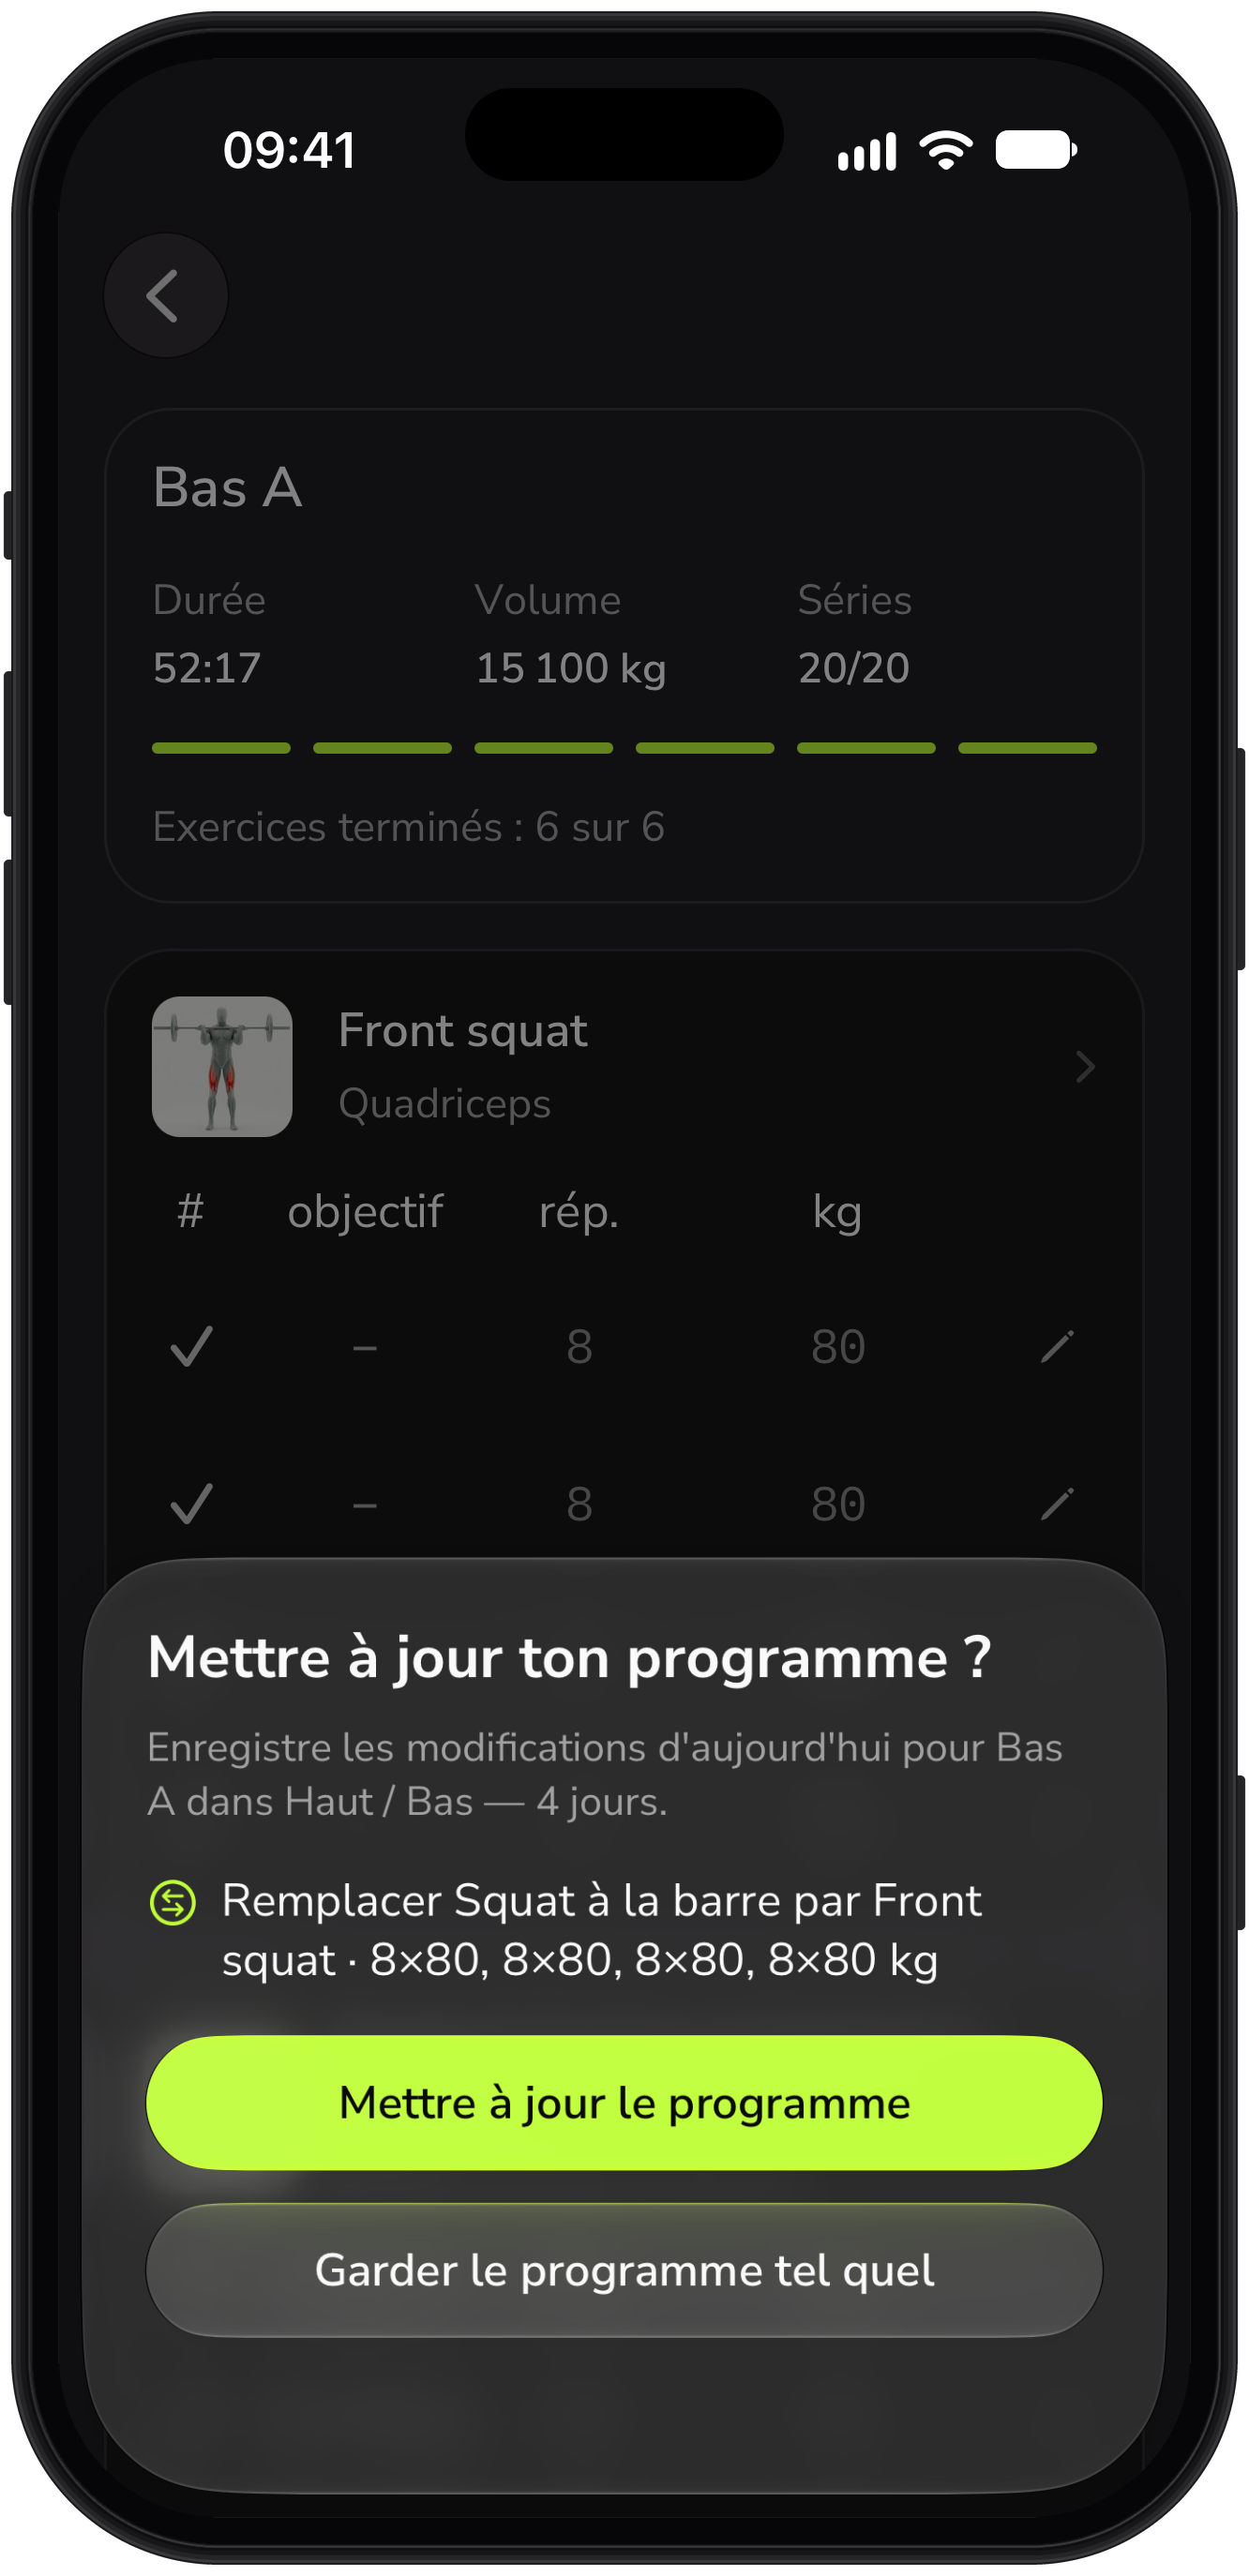 09:41
Bas A
Durée Volume Séries
52:17 15 100 kg 20/20
Exercices terminés : 6 sur 6
Front squat
Quadriceps
# objectif rép. kg
– 8 80
– 8 80
Mettre à jour ton programme ?
Enregistre les modifications d'aujourd'hui pour Bas
A dans Haut / Bas — 4 jours.
Remplacer Squat à la barre par Front
squat · 8×80, 8×80, 8×80, 8×80 kg
Mettre à jour le programme
Garder le programme tel quel